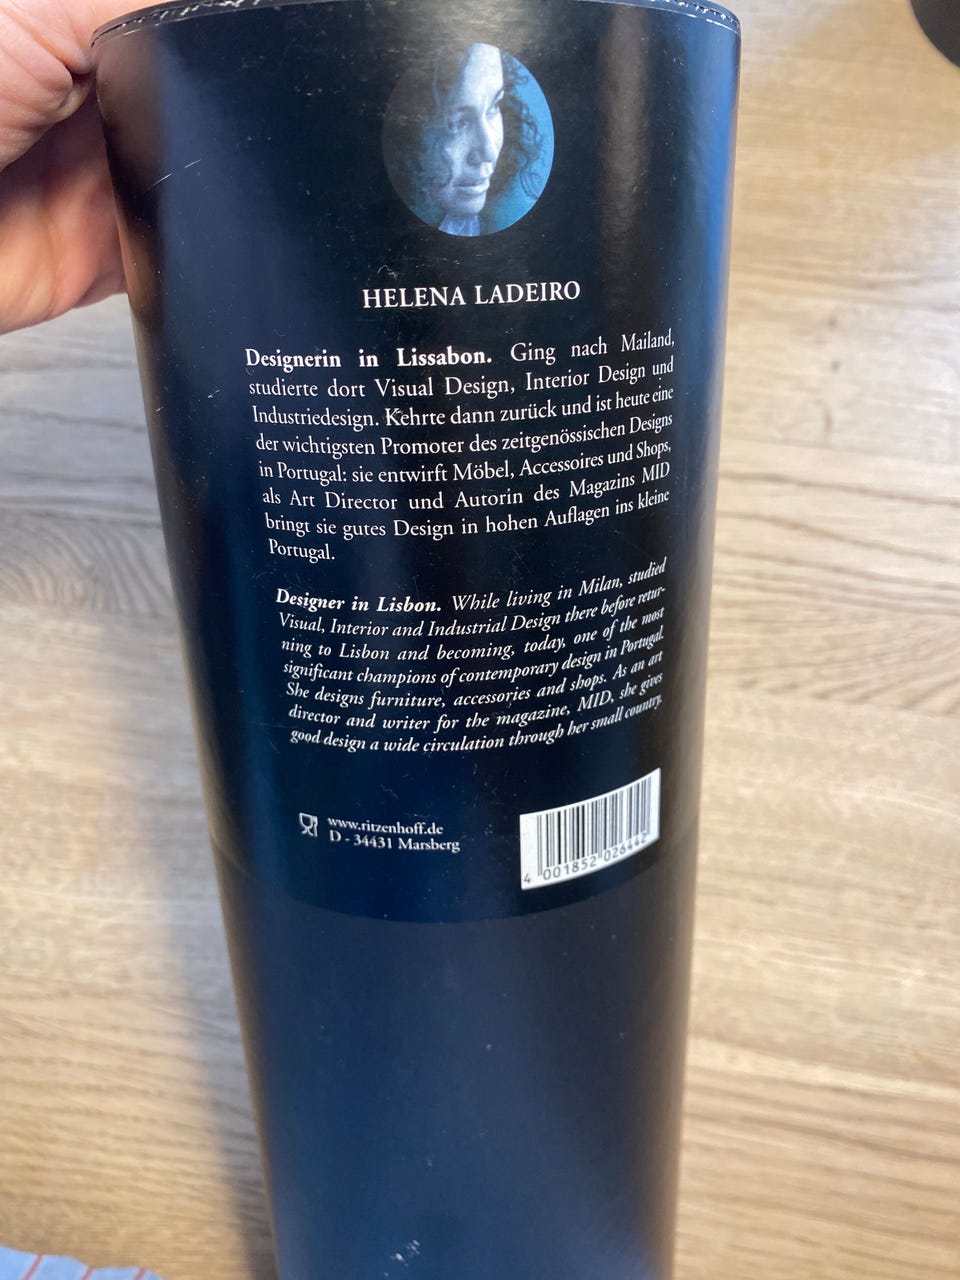 HELENA LADEIRO
Designerin in Lissabon. Ging nach Mailand,
studierte dort Visual Design, Interior Design und
Industriedesign. Kehrte dann zurück und ist heute eine
der wichtigsten Promoter des zeitgenössischen Designs
in Portugal: sie entwirft Möbel, Accessoires und Shops,
als Art Director und Autorin des Magazins MID
bringt sie gutes Design in hohen Auflagen ins kleine
Portugal.
Designer in Lisbon. While living in Milan, studied
Visual, Interior and Industrial Design there before retur-
ning to Lisbon and becoming, today, one of the most
significant champions of contemporary design in Portugal.
She designs furniture, accessories and shops. As an art
director and writer for the magazine, MID, she gives
good design a wide circulation through her small country.
www.ritzenhoff.de
D - 34431 Marsberg
4 001852 026442